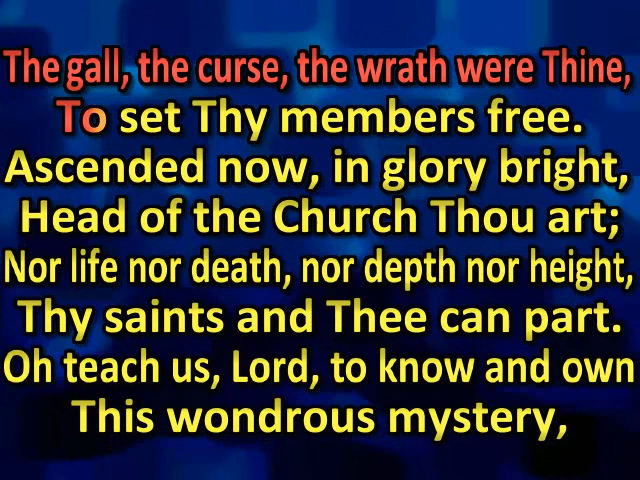 The gall, the curse, the wrath were Thine,
To set Thy members free.
Ascended now, in glory bright,
Head of the Church Thou art;
Nor life nor death, nor depth nor height,
Thy saints and Thee can part.
Oh teach us, Lord, to know and own
This wondrous mystery,